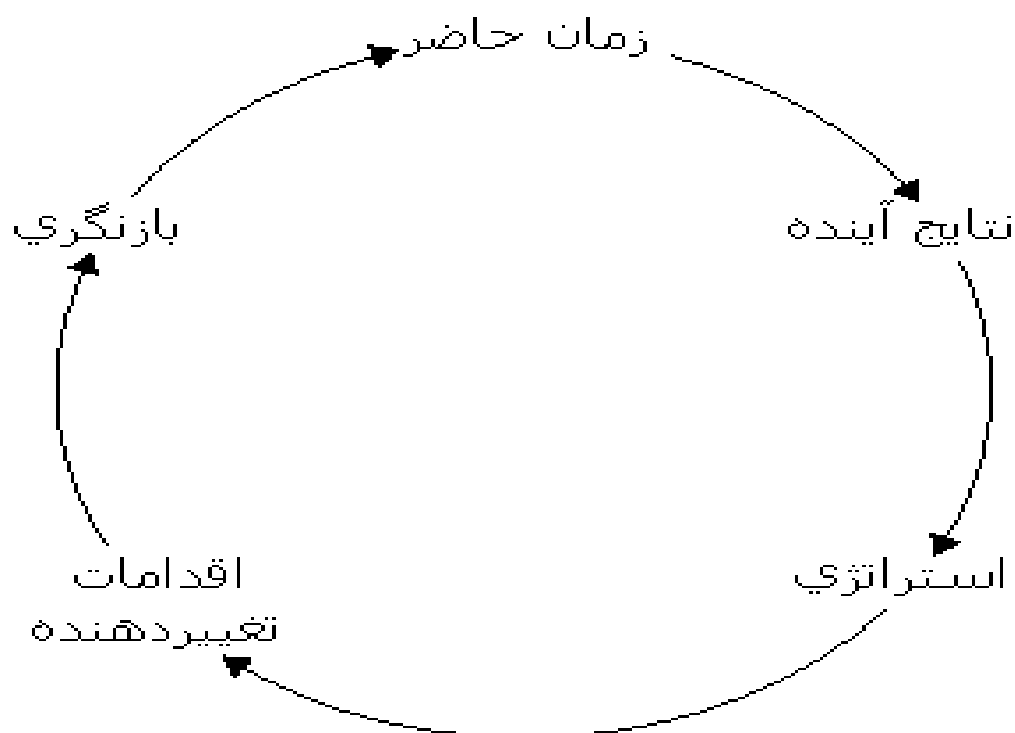 زمان حاضر
نتايج آينده
استراتژي
اقدامات
تغييردهنده
بازنگري